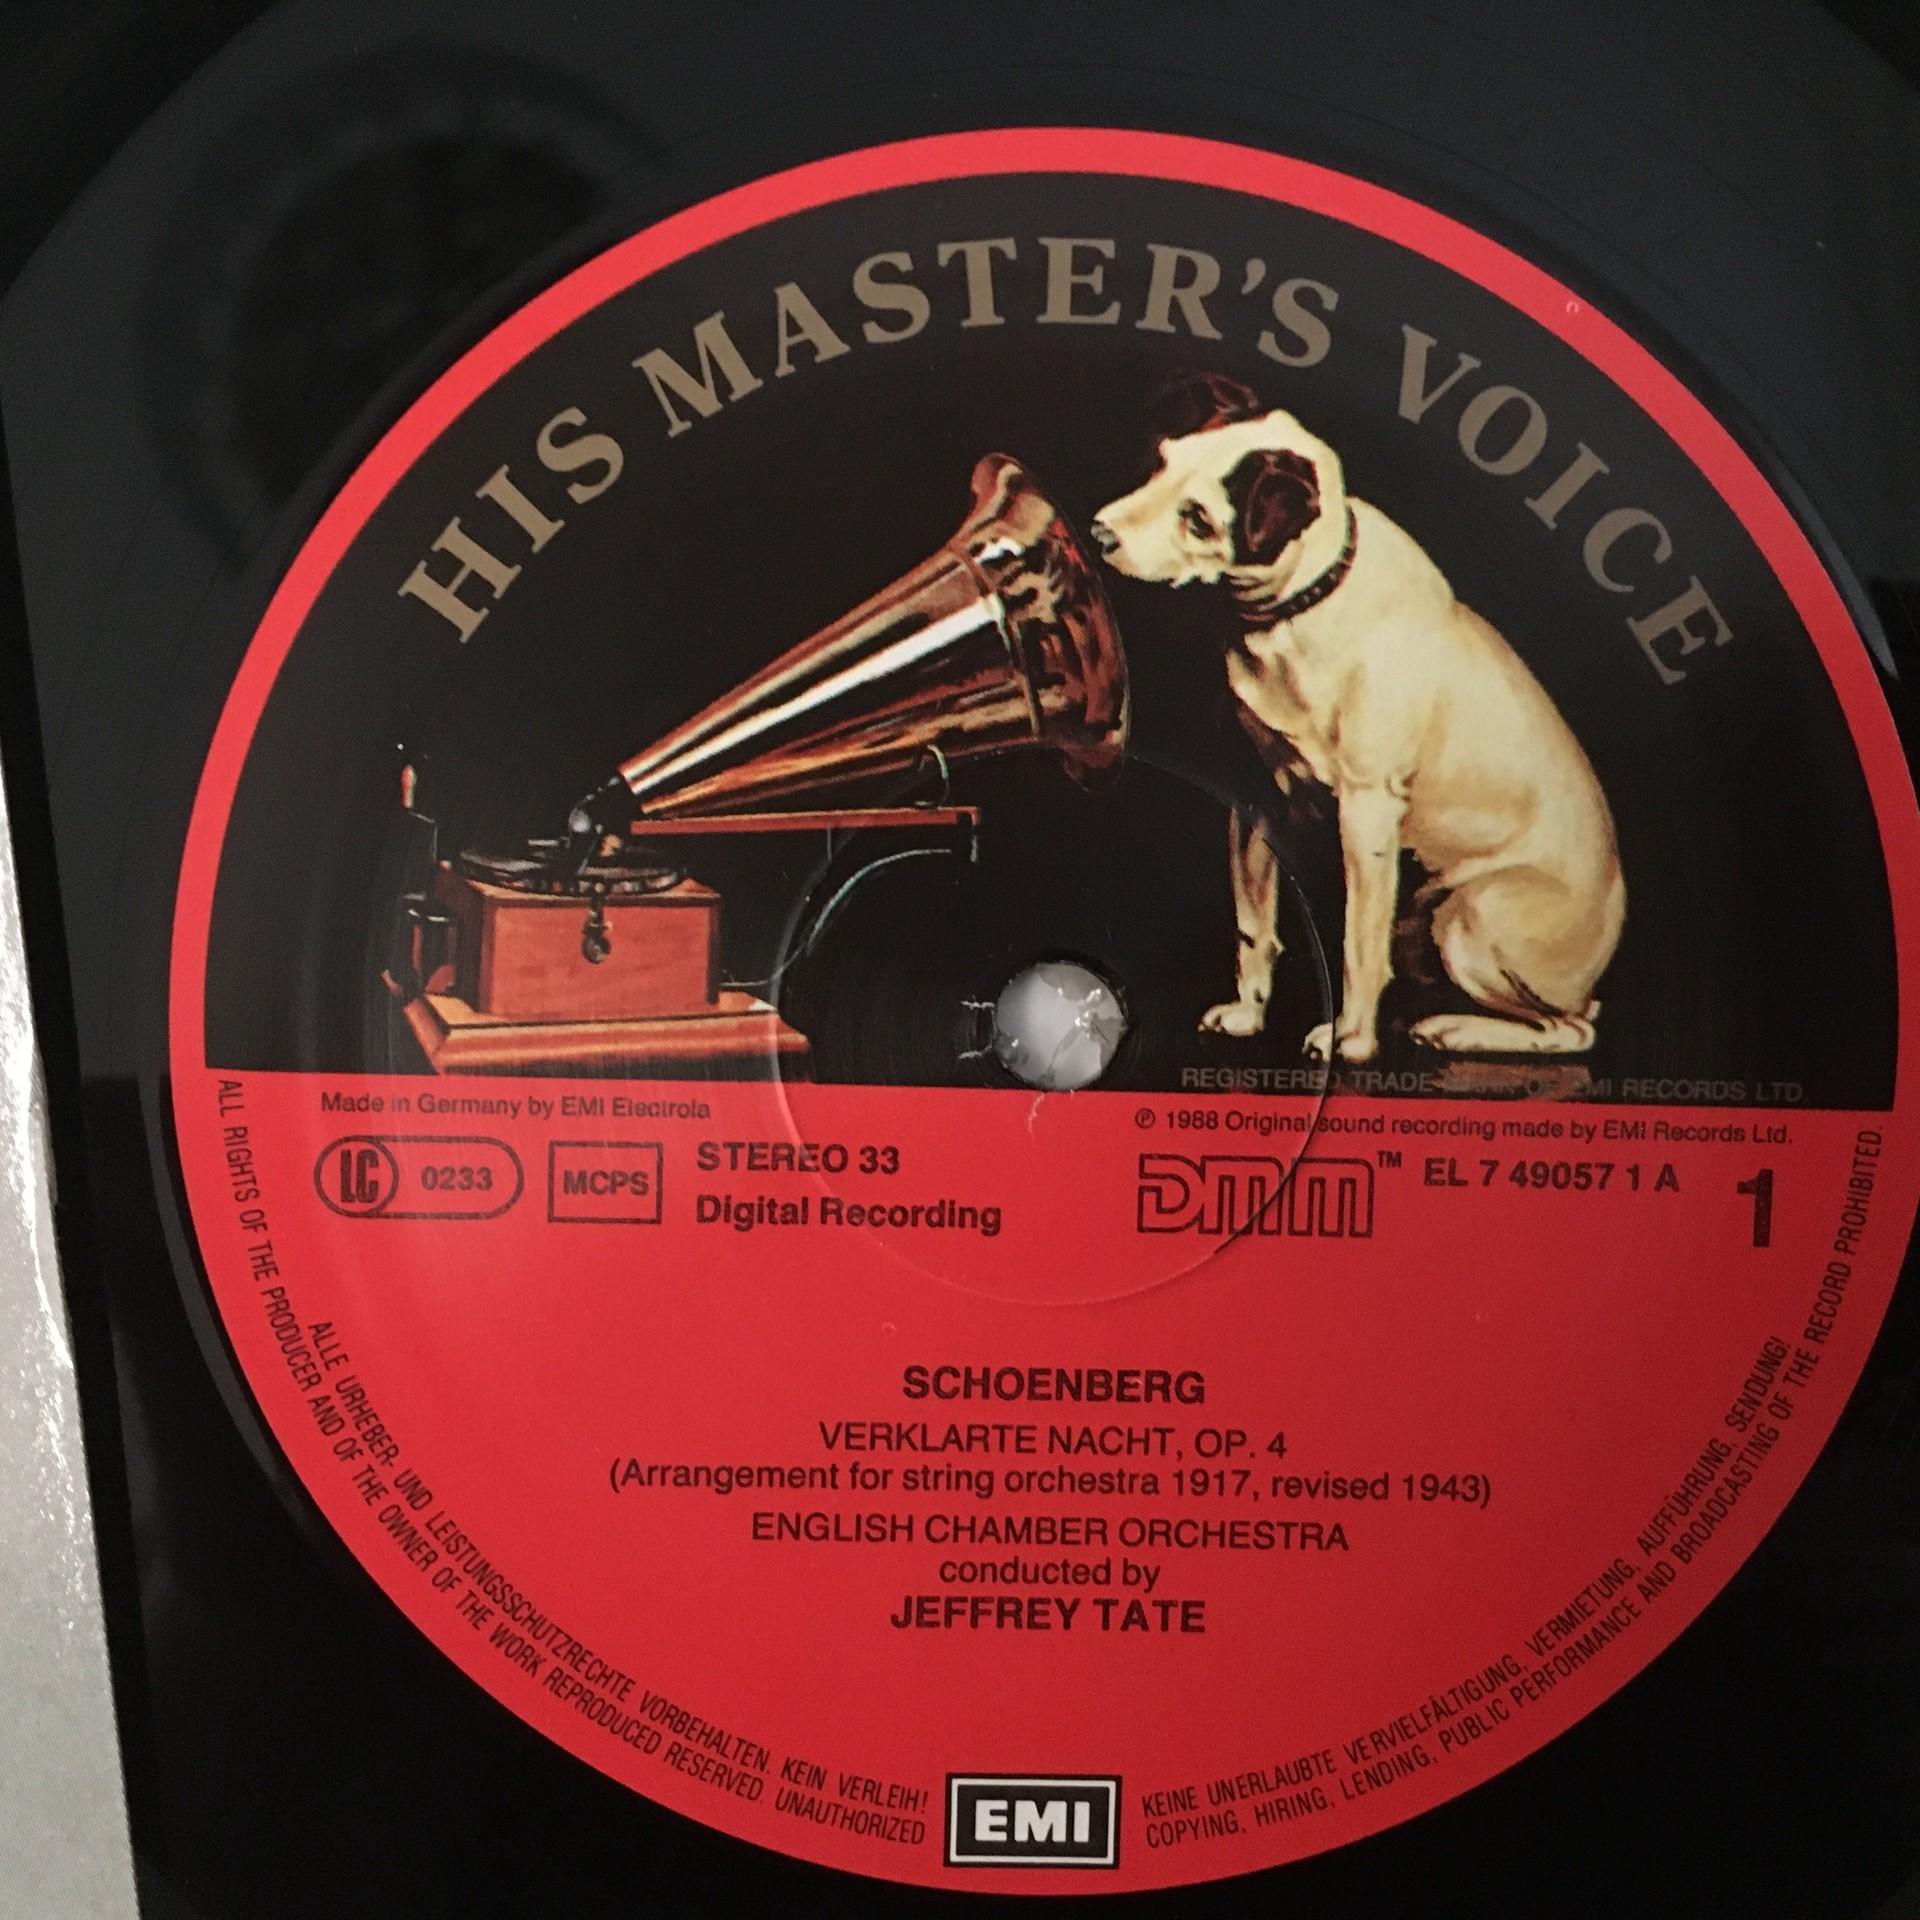 HIS MASTER'S VOICE
REGISTERED TRADE MARK OF EMI RECORDS LTD.
Made in Germany by EMI Electrola
℗ 1988 Original sound recording made by EMI Records Ltd.
LC 0233
MCPS
STEREO 33
Digital Recording
DMM™
EL 7 49057 1 A
1
SCHOENBERG
VERKLARTE NACHT, OP. 4
(Arrangement for string orchestra 1917, revised 1943)
ENGLISH CHAMBER ORCHESTRA
conducted by
JEFFREY TATE
ALLE URHEBER- UND LEISTUNGSSCHUTZRECHTE VORBEHALTEN. KEIN VERLEIH!
KEINE UNERLAUBTE VERVIELFÄLTIGUNG, VERMIETUNG, AUFFÜHRUNG, SENDUNG!
ALL RIGHTS OF THE PRODUCER AND OF THE OWNER OF THE WORK REPRODUCED RESERVED. UNAUTHORIZED
COPYING, HIRING, LENDING, PUBLIC PERFORMANCE AND BROADCASTING OF THE RECORD PROHIBITED.
EMI